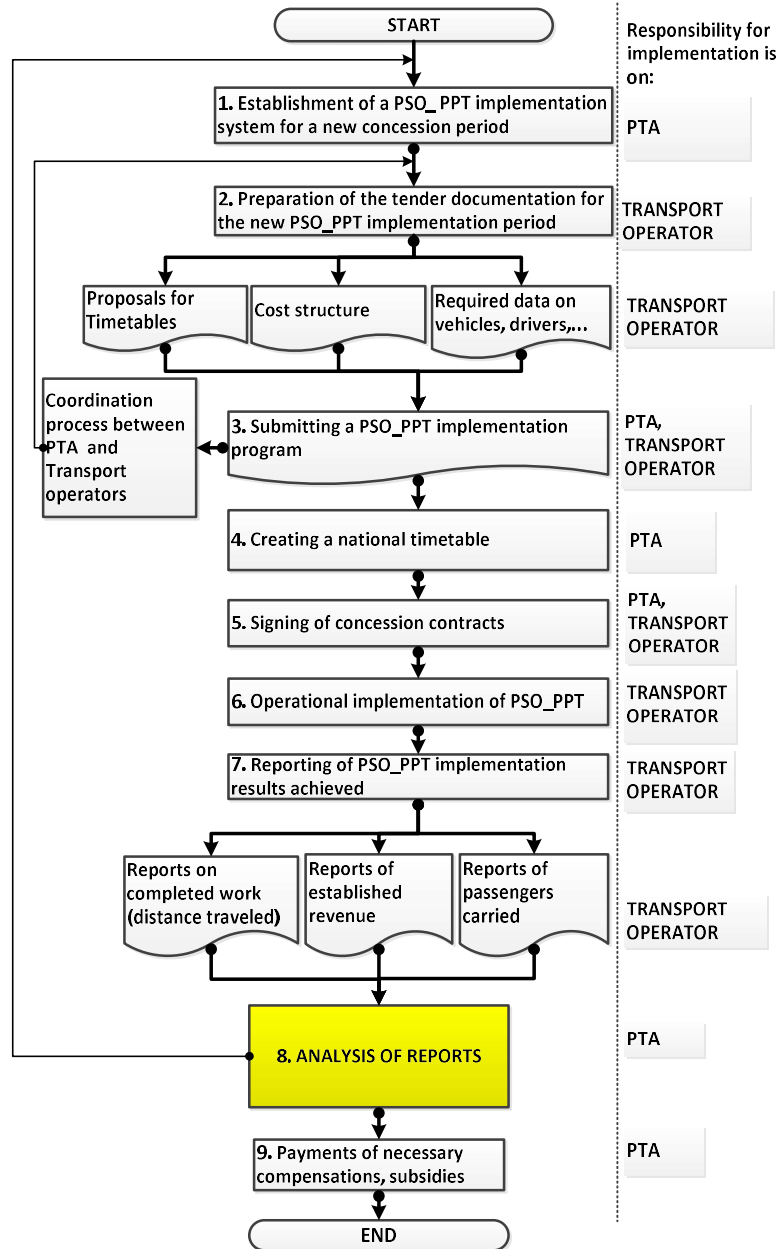 START
Responsibility for
implementation is
on:
1. Establishment of a PSO_PPT implementation
system for a new concession period
PTA
2. Preparation of the tender documentation for
the new PSO_PPT implementation period
TRANSPORT
OPERATOR
Proposals for
Timetables
Cost structure
Required data on
vehicles, drivers,...
TRANSPORT
OPERATOR
Coordination
process between
PTA and
Transport
operators
3. Submitting a PSO_PPT implementation
program
PTA,
TRANSPORT
OPERATOR
4. Creating a national timetable
PTA
5. Signing of concession contracts
PTA,
TRANSPORT
OPERATOR
6. Operational implementation of PSO_PPT
TRANSPORT
OPERATOR
7. Reporting of PSO_PPT implementation
results achieved
TRANSPORT
OPERATOR
Reports on
completed work
(distance traveled)
Reports of
established
revenue
Reports of
passengers
carried
TRANSPORT
OPERATOR
8. ANALYSIS OF REPORTS
PTA
9. Payments of necessary
compensations, subsidies
PTA
END